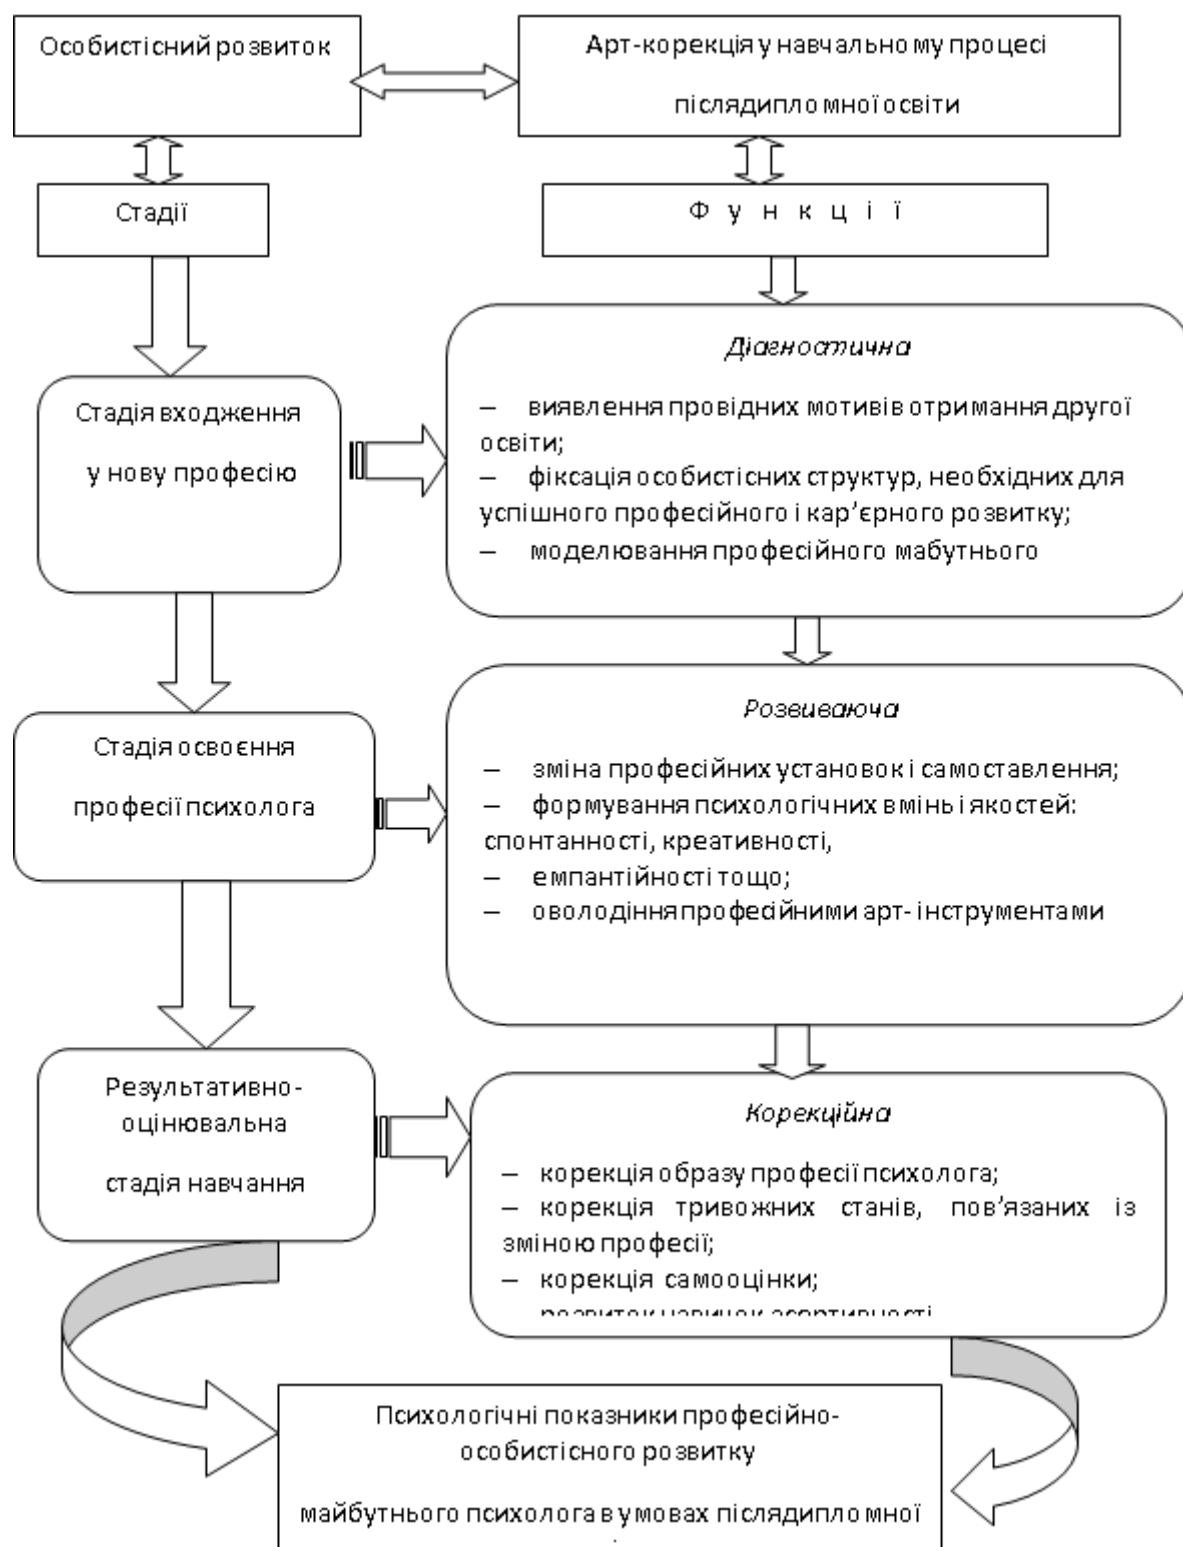 Особистісний розвиток
Арт-корекція у навчальному процесі
післядипломної освіти
Стадії
Функції
Стадія входження
у нову професію
Діагностична
– виявлення провідних мотивів отримання другої
освіти;
– фіксація особистісних структур, необхідних для
успішного професійного і кар’єрного розвитку;
– моделювання професійного мабутнього
Стадія освоєння
професії психолога
Розвиваюча
– зміна професійних установок і самоставлення;
– формування психологічних вмінь і якостей:
спонтанності, креативності,
– емпантійності тощо;
– оволодіння професійними арт- інструментами
Результативно-
оцінювальна
стадія навчання
Корекційна
– корекція образу професії психолога;
– корекція тривожних станів, пов’язаних із
зміною професії;
– корекція самооцінки;
розвиток навичок асертивності
Психологічні показники професійно-
особистісного розвитку
майбутнього психолога в умовах післядипломної